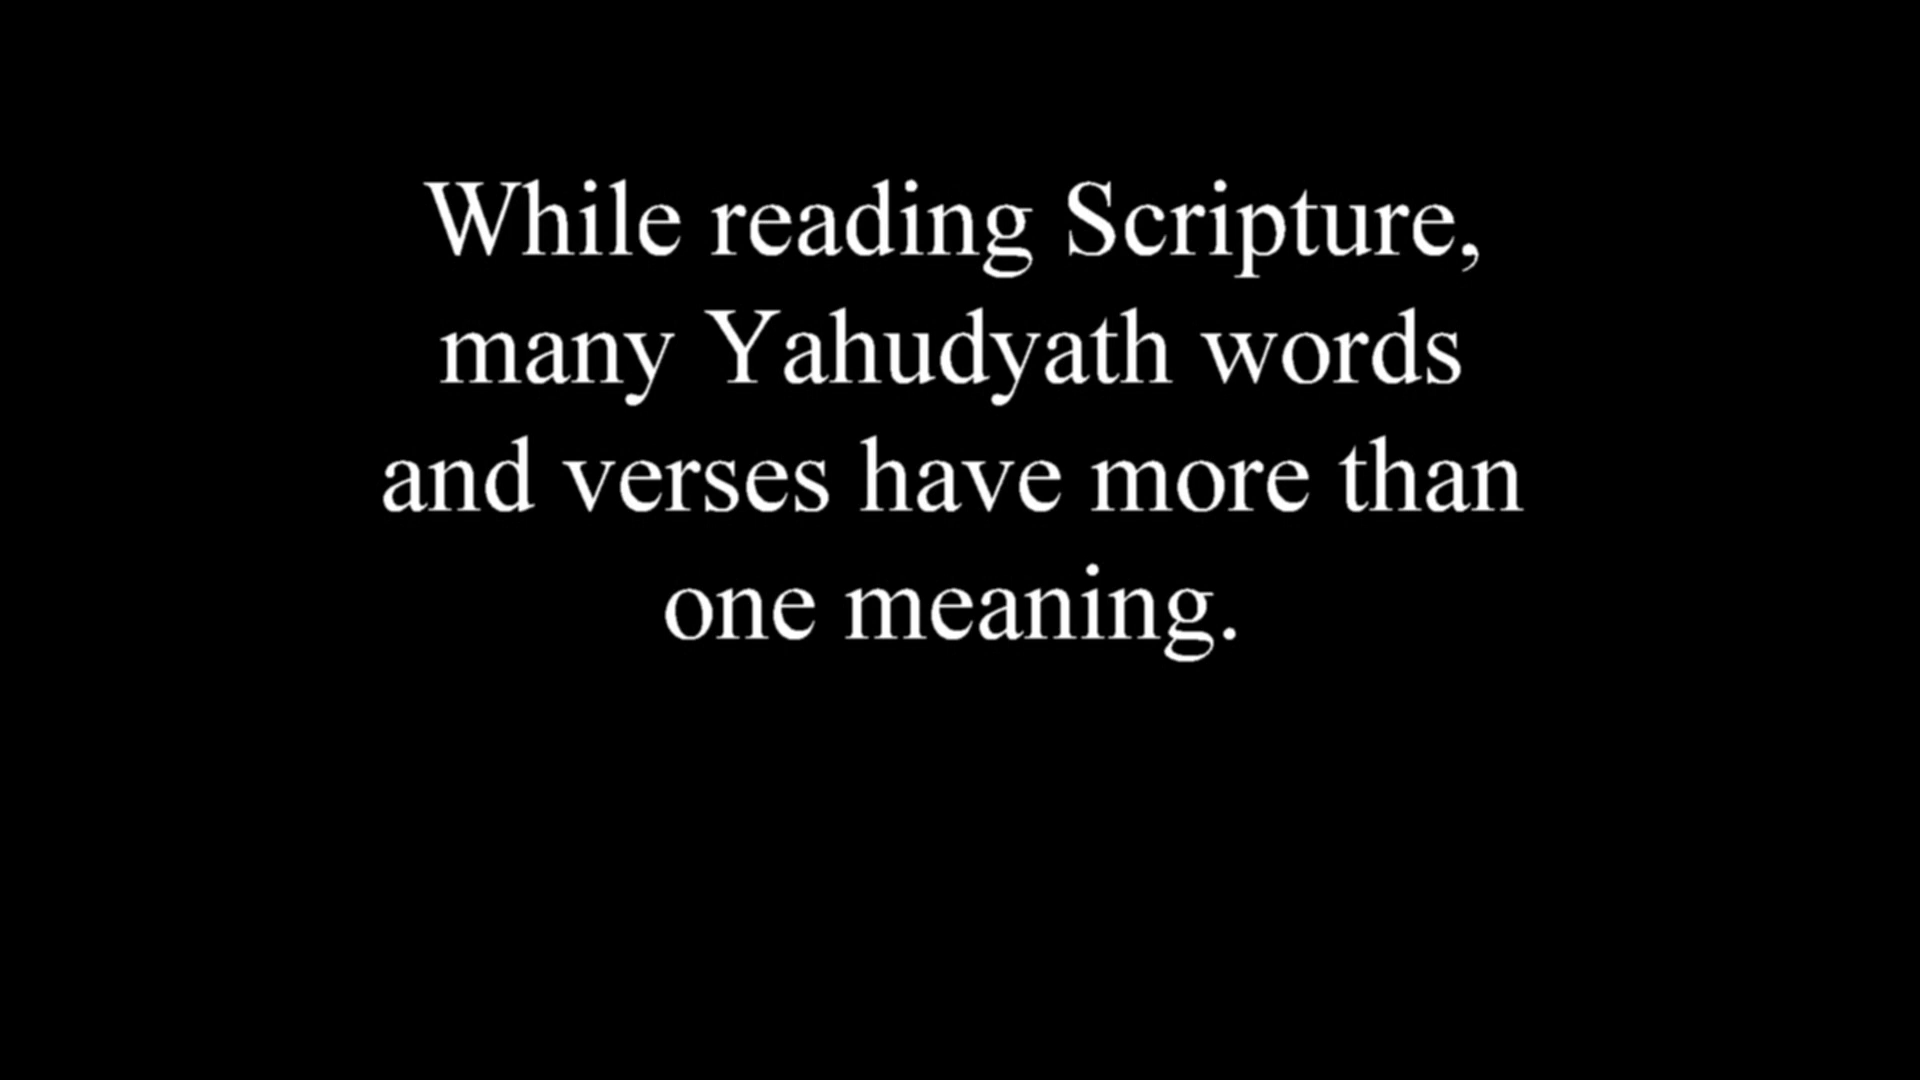 While reading Scripture,
many Yahudyath words
and verses have more than
one meaning.